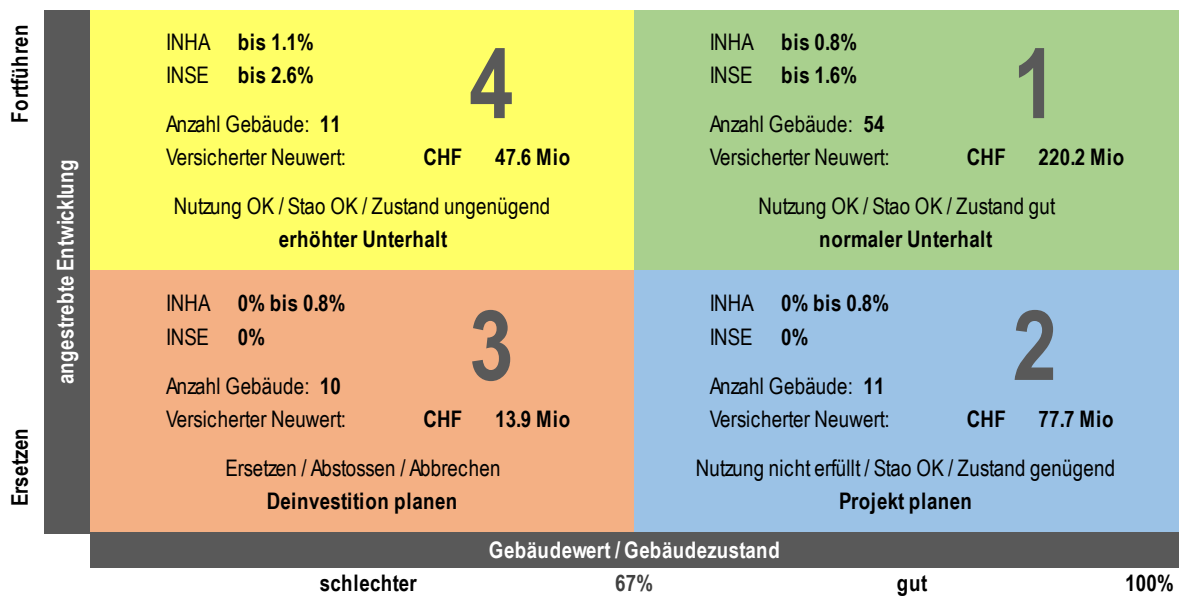 Fortführen
angestrebte Entwicklung
Ersetzen
INHA bis 1.1%
INSE bis 2.6%
4
Anzahl Gebäude: 11
Versicherter Neuwert: CHF 47.6 Mio
Nutzung OK / Stao OK / Zustand ungenügend
erhöhter Unterhalt
INHA bis 0.8%
INSE bis 1.6%
1
Anzahl Gebäude: 54
Versicherter Neuwert: CHF 220.2 Mio
Nutzung OK / Stao OK / Zustand gut
normaler Unterhalt
INHA 0% bis 0.8%
INSE 0%
3
Anzahl Gebäude: 10
Versicherter Neuwert: CHF 13.9 Mio
Ersetzen / Abstossen / Abbrechen
Deinvestition planen
INHA 0% bis 0.8%
INSE 0%
2
Anzahl Gebäude: 11
Versicherter Neuwert: CHF 77.7 Mio
Nutzung nicht erfüllt / Stao OK / Zustand genügend
Projekt planen
Gebäudewert / Gebäudezustand
schlechter 67% gut 100%